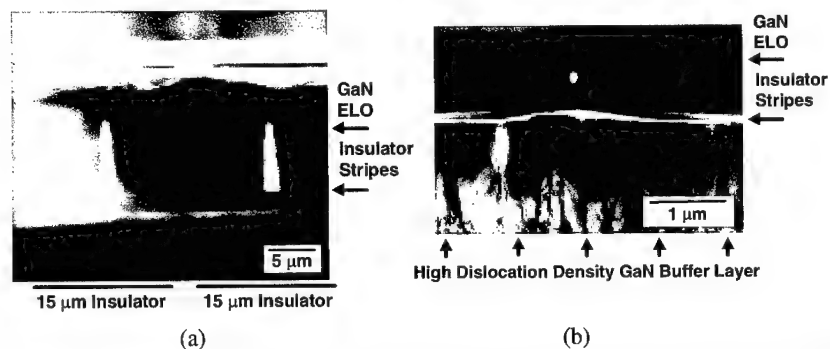 GaN
ELO
Insulator
Stripes
5 μm
15 μm Insulator 15 μm Insulator
(a)
GaN
ELO
Insulator
Stripes
1 μm
High Dislocation Density GaN Buffer Layer
(b)